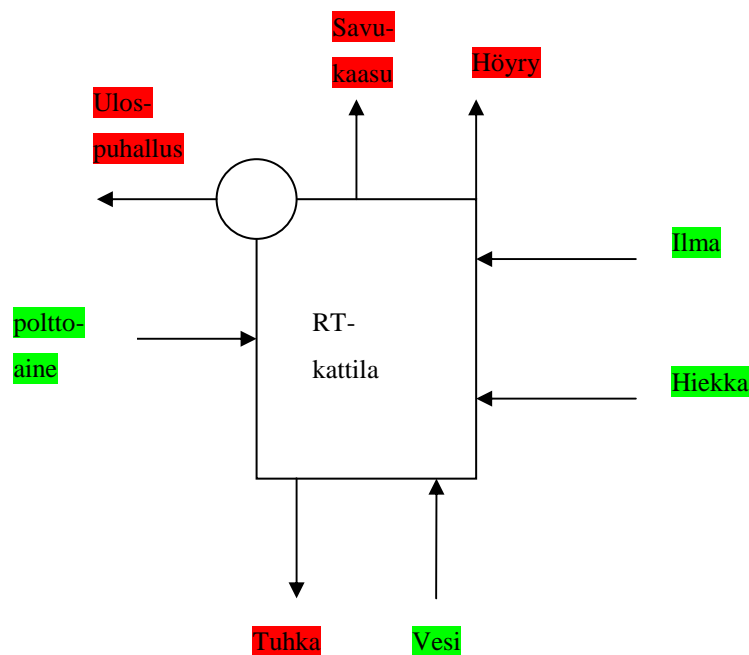 Savu-
kaasu
Höyry
Ulos-
puhallus
Ilma
poltto-
aine
RT-
kattila
Hiekka
Tuhka
Vesi